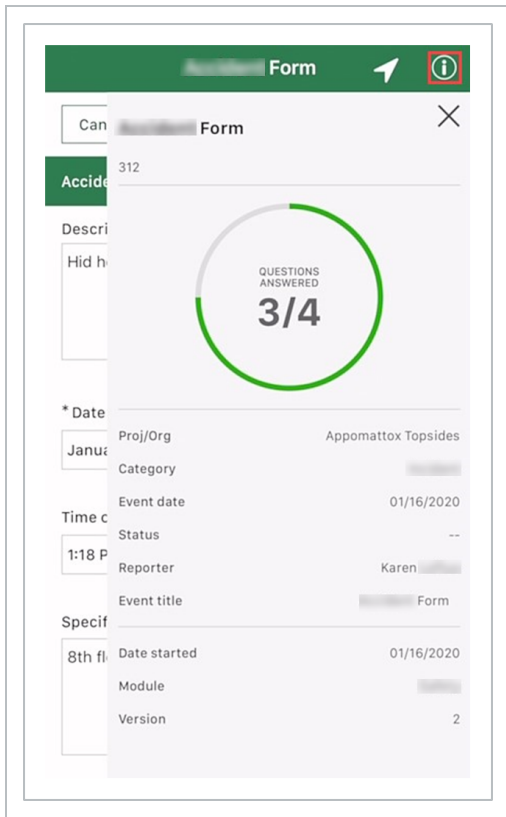 Form
Can
Form
Accide
312
Descri
Hid h
QUESTIONS
ANSWERED
3/4
* Date
Janua
Proj/Org Appomattox Topsides
Category
Event date 01/16/2020
Time o
Status --
1:18 P
Reporter Karen
Event title Form
Specif
8th fl
Date started 01/16/2020
Module
Version 2